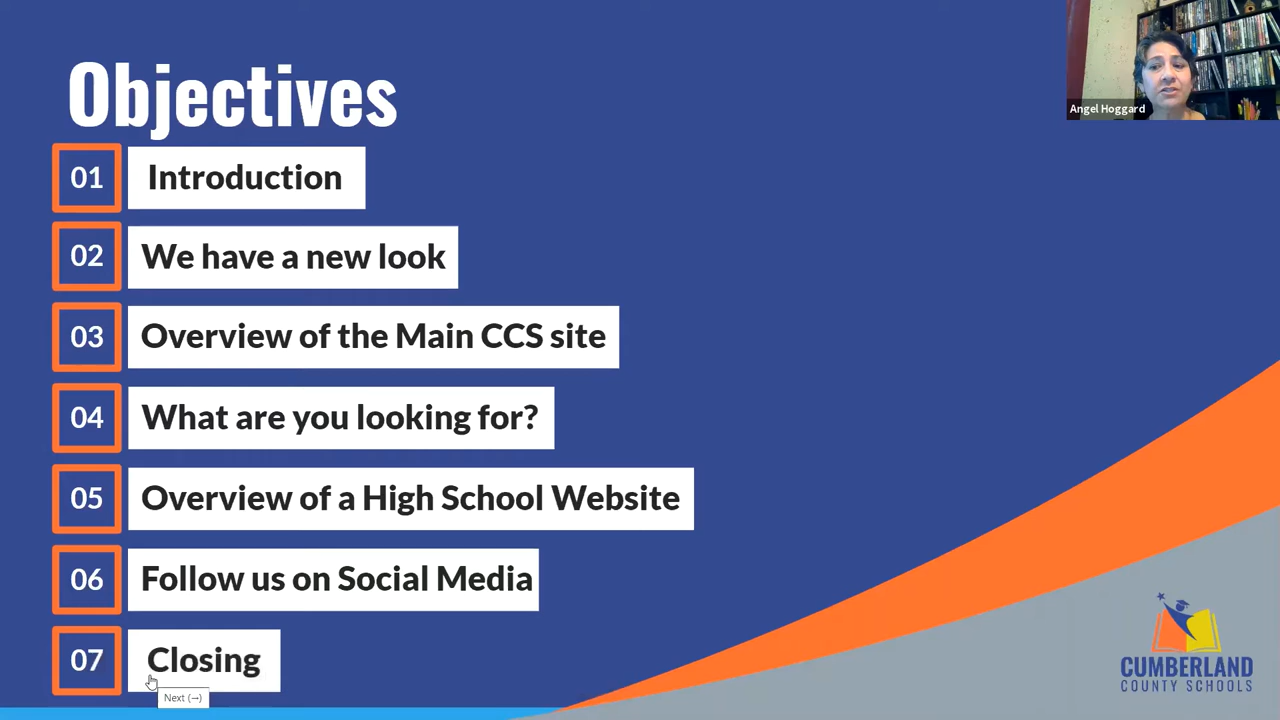 Objectives
Angel Hoggard
01 Introduction
02 We have a new look
03 Overview of the Main CCS site
04 What are you looking for?
05 Overview of a High School Website
06 Follow us on Social Media
07 Closing
Next (→)
CUMBERLAND
COUNTY SCHOOLS